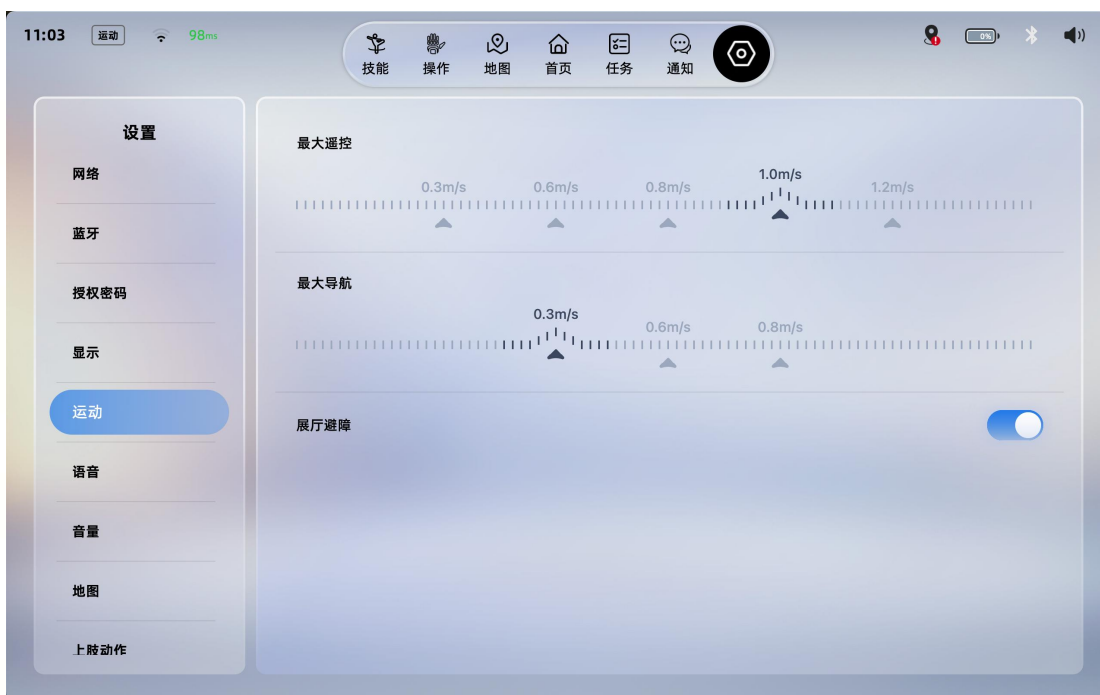 11:03 运动 98ms 0%
技能 操作 地图 首页 任务 通知
设置
网络
蓝牙
授权密码
显示
运动
语音
音量
地图
上肢动作
最大遥控
0.3m/s 0.6m/s 0.8m/s 1.0m/s 1.2m/s
最大导航
0.3m/s 0.6m/s 0.8m/s
展厅避障